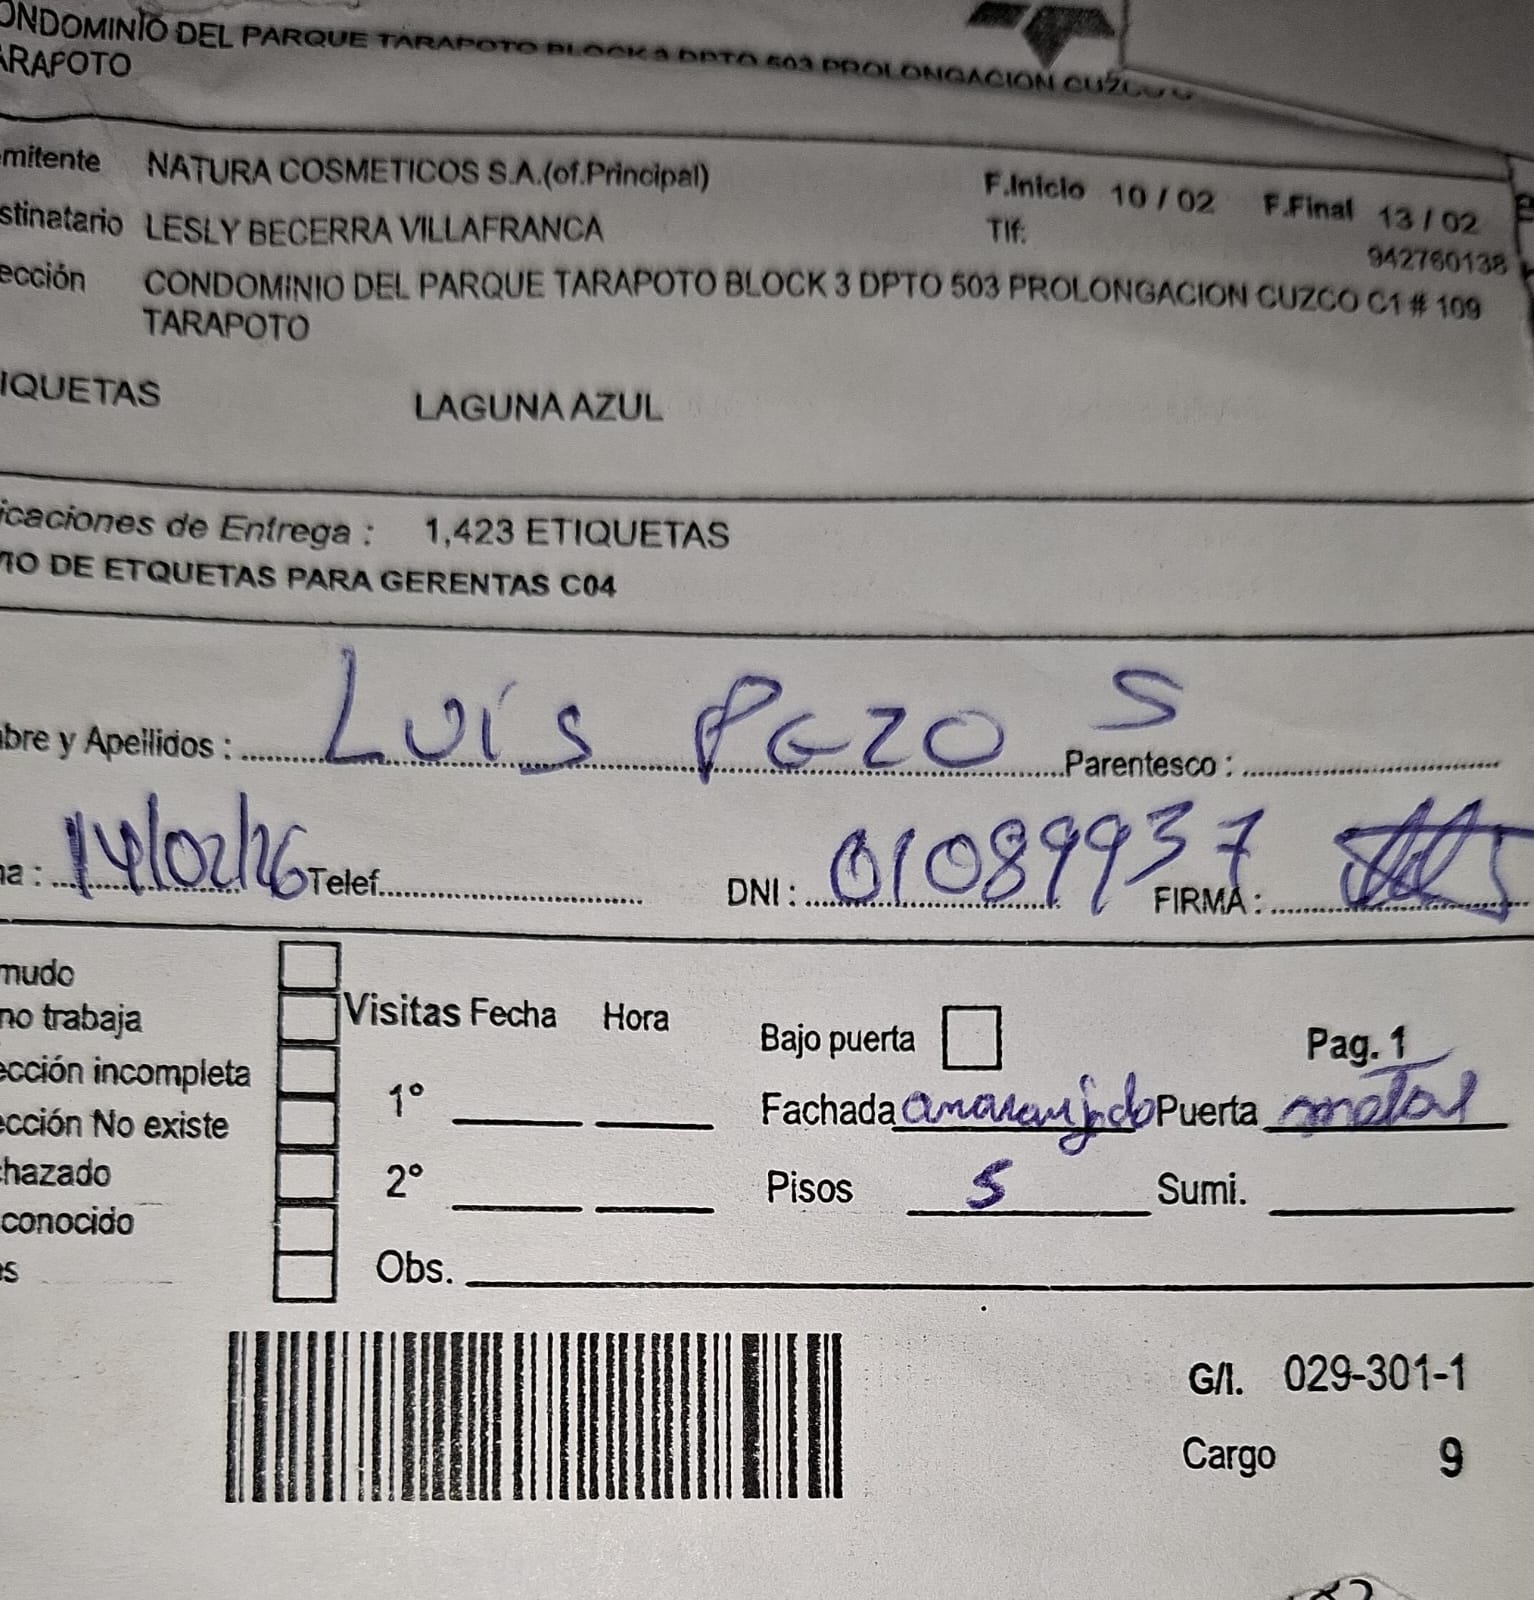 ONDOMINIO DEL PARQUE TARAPOTO BLOCK 3 DPTO 503 PROLONGACION CUZCO
ARAPOTO
mitente NATURA COSMETICOS S.A.(of.Principal) F.Inicio 10 / 02 F.Final 13 / 02
stinatario LESLY BECERRA VILLAFRANCA Tlf: 942760138
ección CONDOMINIO DEL PARQUE TARAPOTO BLOCK 3 DPTO 503 PROLONGACION CUZCO C1 # 109
TARAPOTO
IQUETAS LAGUNA AZUL
icaciones de Entrega : 1,423 ETIQUETAS
IO DE ETQUETAS PARA GERENTAS C04
bre y Apellidos : Luis Pezo S Parentesco :
a : 14/02/26 Telef. DNI : 01089937 FIRMA :
mudo
no trabaja Visitas Fecha Hora Bajo puerta Pag. 1
ección incompleta 1° Fachada anaranjado Puerta metal
ección No existe
hazado 2° Pisos 5 Sumi.
conocido
s Obs.
G/I. 029-301-1
Cargo 9